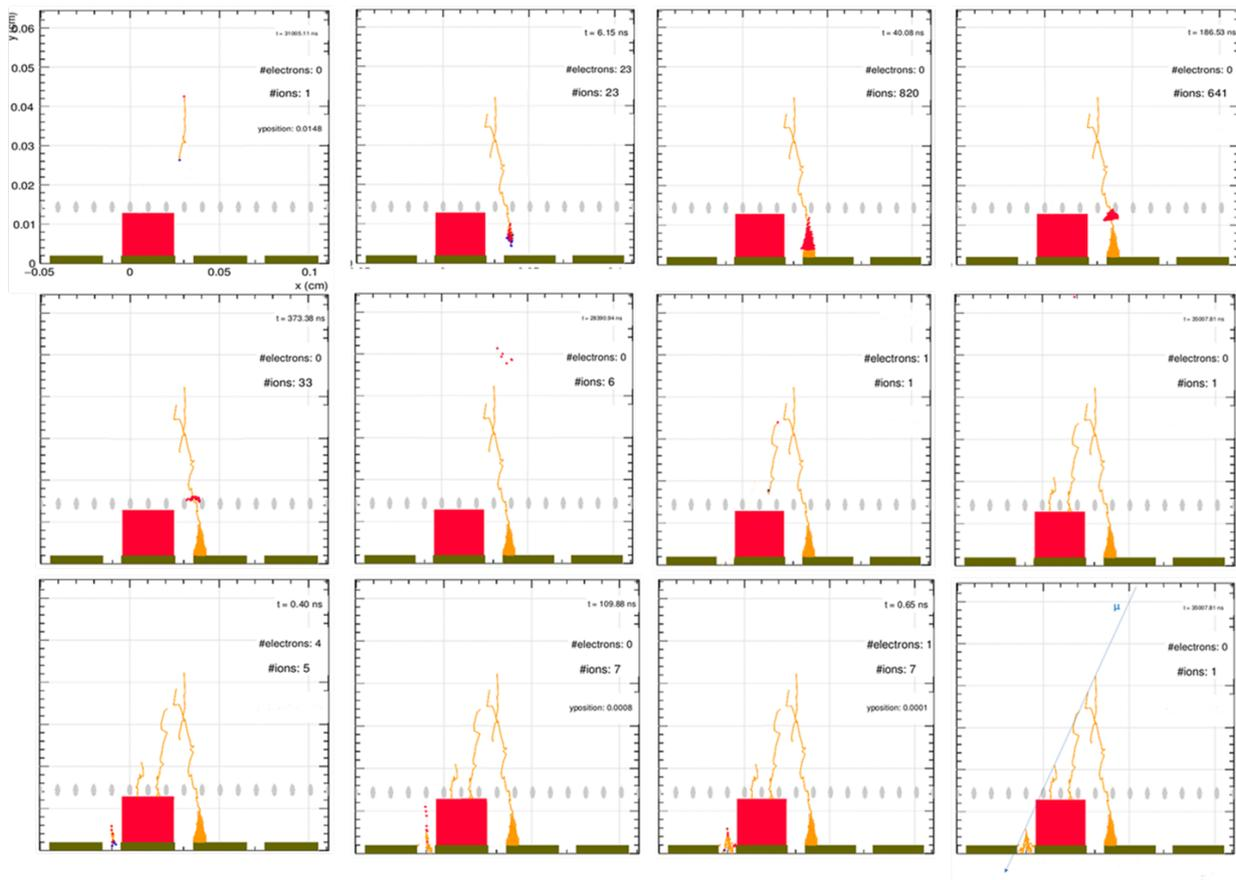 y (cm)
0.06
0.05
0.04
0.03
0.02
0.01
0
−0.05
0
0.05
0.1
x (cm)
t = 31005.11 ns
#electrons: 0
#ions: 1
yposition: 0.0148
t = 6.15 ns
#electrons: 23
#ions: 23
t = 40.08 ns
#electrons: 0
#ions: 820
t = 186.53 ns
#electrons: 0
#ions: 641
t = 373.38 ns
#electrons: 0
#ions: 33
t = 28390.94 ns
#electrons: 0
#ions: 6
#electrons: 1
#ions: 1
t = 35007.81 ns
#electrons: 0
#ions: 1
t = 0.40 ns
#electrons: 4
#ions: 5
t = 109.88 ns
#electrons: 0
#ions: 7
yposition: 0.0008
t = 0.65 ns
#electrons: 1
#ions: 7
yposition: 0.0001
μ
t = 35007.81 ns
#electrons: 0
#ions: 1